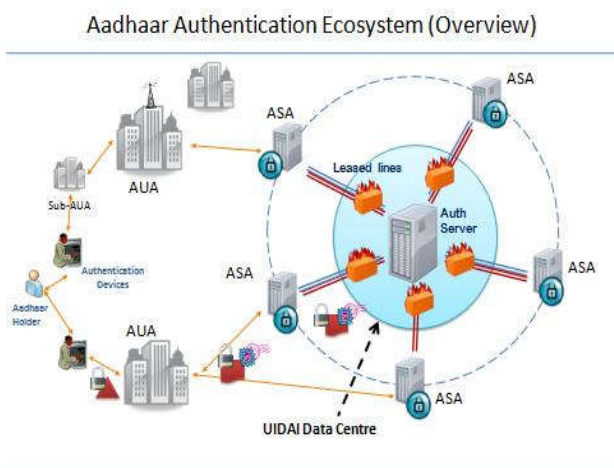 Aadhaar Authentication Ecosystem (Overview)
ASA
ASA
AUA
Leased lines
Sub-AUA
Auth
Server
Authentication
Devices
ASA
ASA
Aadhaar
Holder
AUA
ASA
UIDAI Data Centre